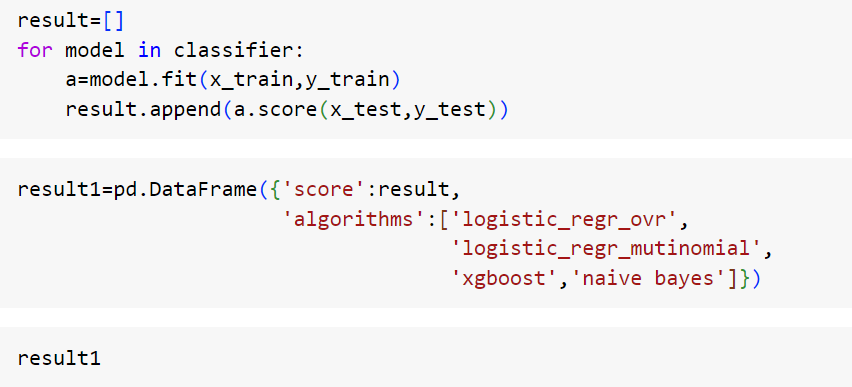 result=[]
for model in classifier:
    a=model.fit(x_train,y_train)
    result.append(a.score(x_test,y_test))
result1=pd.DataFrame({'score':result,
                      'algorithms':['logistic_regr_ovr',
                                    'logistic_regr_mutinomial',
                                    'xgboost','naive bayes']})
result1